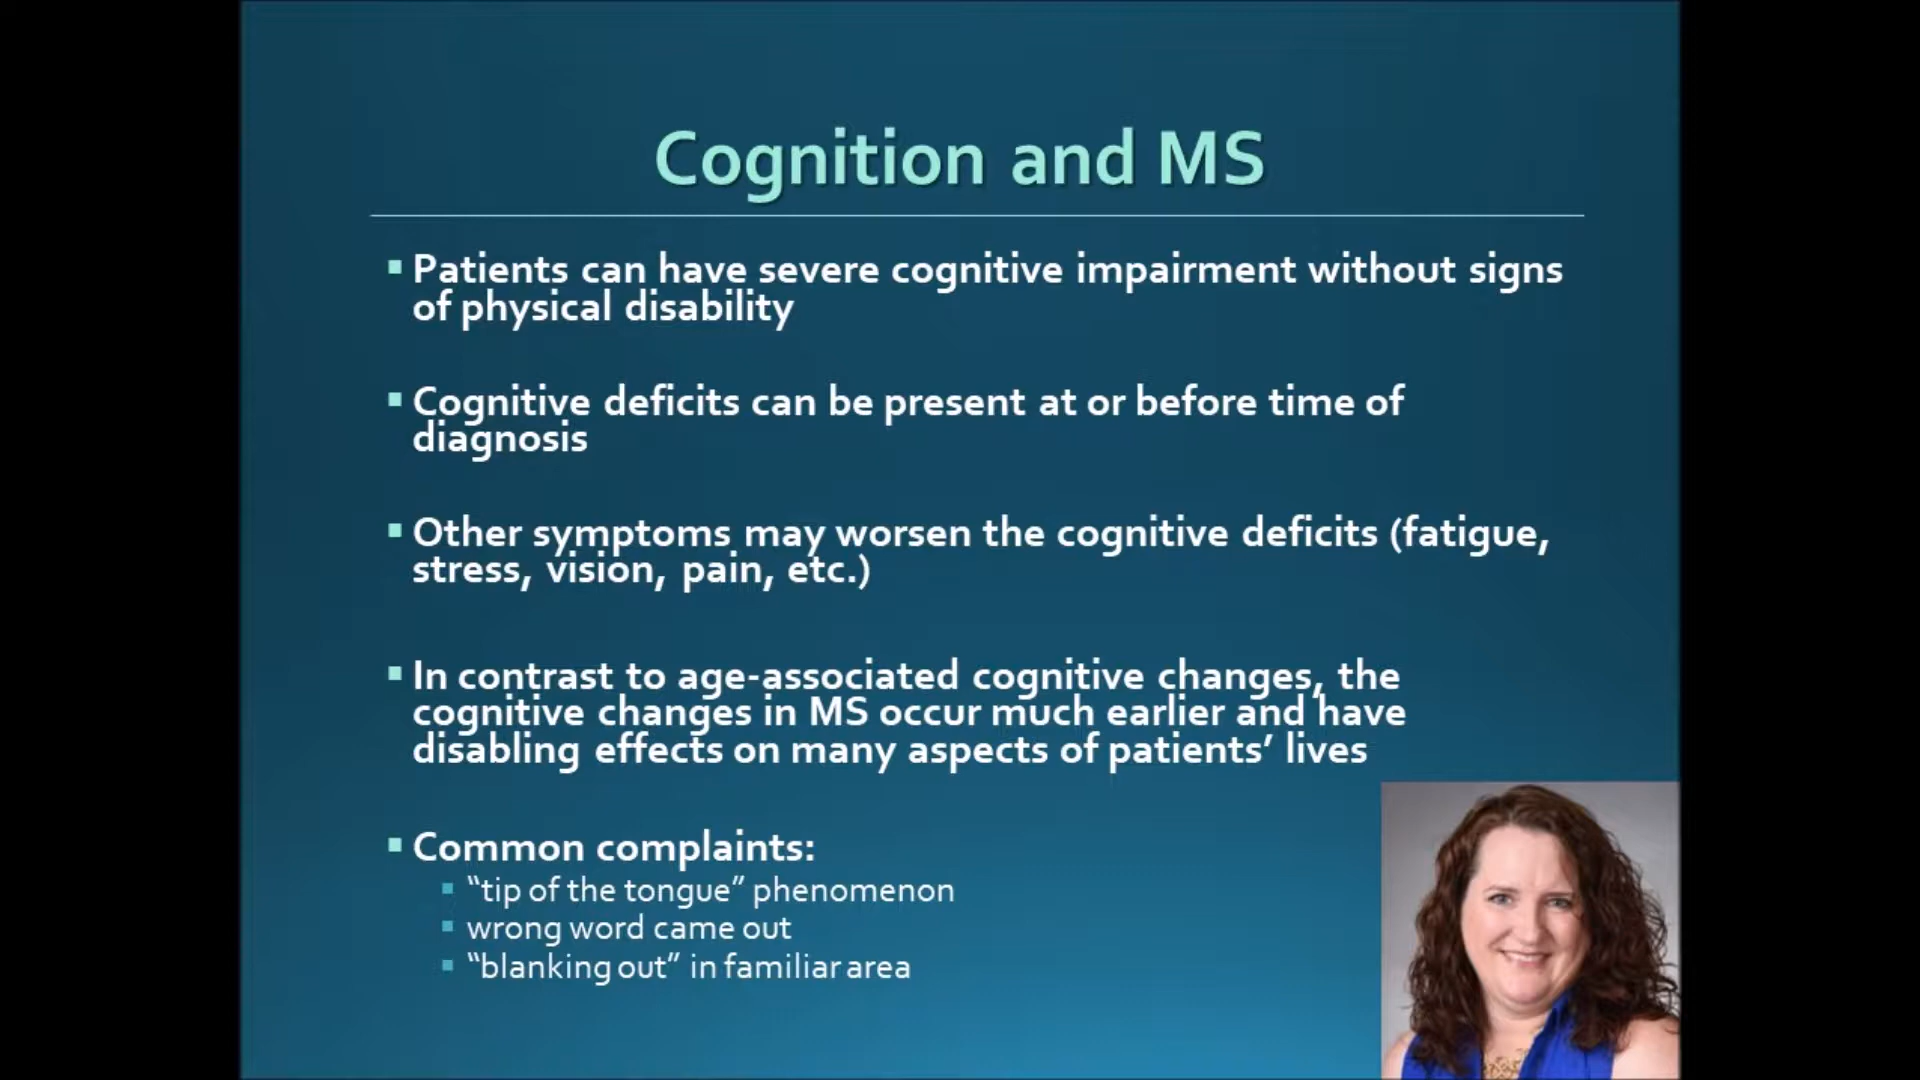 Cognition and MS
Patients can have severe cognitive impairment without signs
of physical disability
Cognitive deficits can be present at or before time of
diagnosis
Other symptoms may worsen the cognitive deficits (fatigue,
stress, vision, pain, etc.)
In contrast to age-associated cognitive changes, the
cognitive changes in MS occur much earlier and have
disabling effects on many aspects of patients’ lives
Common complaints:
“tip of the tongue” phenomenon
wrong word came out
“blanking out” in familiar area